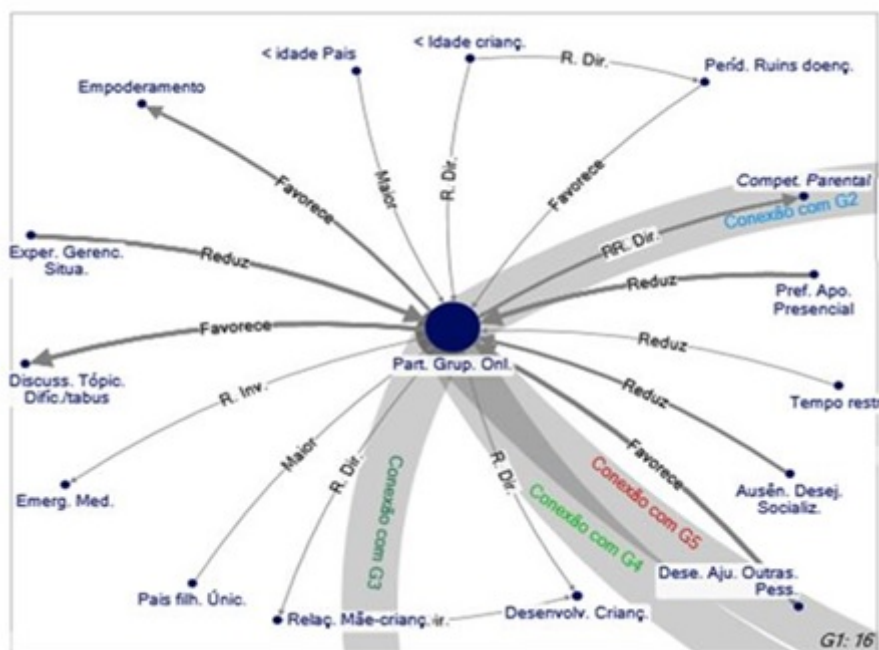 < idade Pais
< Idade crianç.
R. Dir.
Períd. Ruins doenç.
Empoderamento
Favorece
Maior
R. Dir.
Favorece
Compet. Parental
Conexão com G2
RR. Dir.
Exper. Gerenc.
Situa.
Reduz
Reduz
Pref. Apo.
Presencial
Favorece
Part. Grup. Onl.
Reduz
Discuss. Tópic.
Difíc./tabus
Tempo restr
R. Inv.
Reduz
Maior
R. Dir.
R. Dir.
Favorece
Emerg. Med.
Ausên. Desej.
Socializ.
Conexão com G3
Conexão com G4
Conexão com G5
Dese. Aju. Outras.
Pess.
Pais filh. Únic.
Relaç. Mãe-crianç.
ir.
Desenvolv. Crianç.
G1: 16